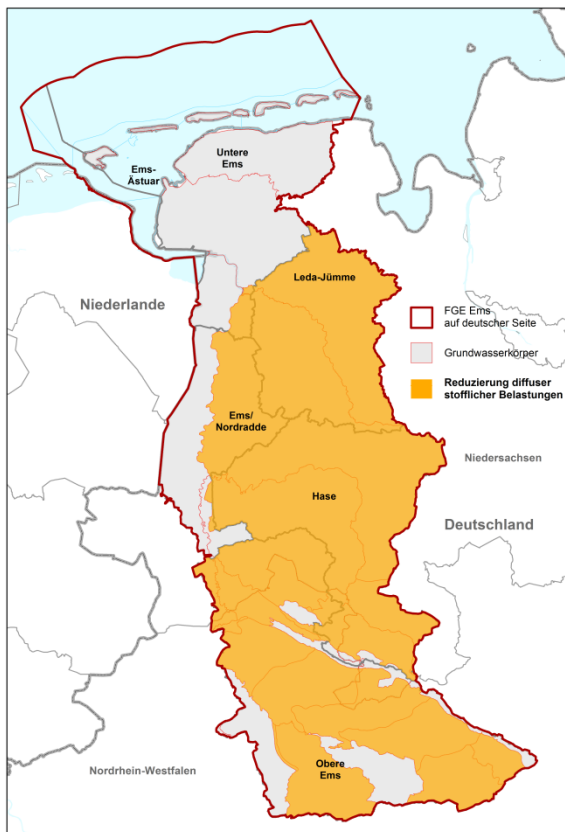 Untere
Ems
Ems-
Ästuar
Leda-Jümme
Niederlande
FGE Ems
auf deutscher Seite
Grundwasserkörper
Reduzierung diffuser
stofflicher Belastungen
Ems/
Nordradde
Niedersachsen
Hase
Deutschland
Obere
Ems
Nordrhein-Westfalen